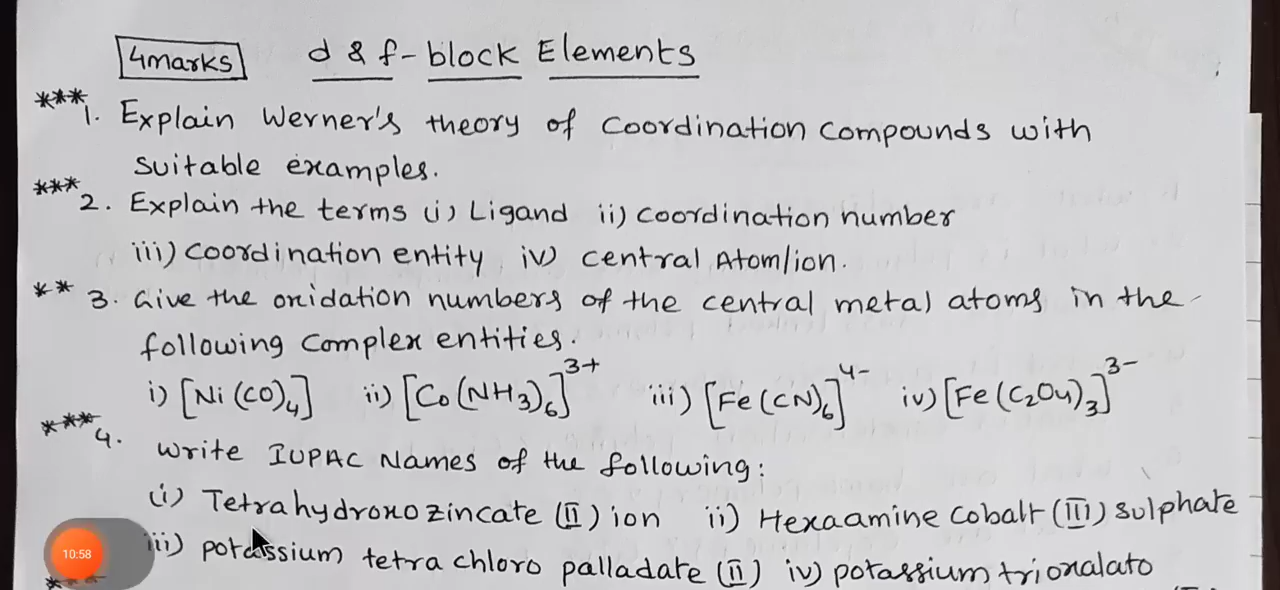 4marks d & f-block Elements
*** 1. Explain Werner's theory of coordination compounds with
suitable examples.
*** 2. Explain the terms (i) Ligand ii) coordination number
iii) coordination entity iv) central Atom/ion.
** 3. Give the oxidation numbers of the central metal atoms in the
following complex entities.
i) [Ni(CO)₄] ii) [Co(NH₃)₆]³⁺ iii) [Fe(CN)₆]⁴⁻ iv) [Fe(C₂O₄)₃]³⁻
*** 4.
write IUPAC Names of the following:
(i) Tetrahydroxozincate (II) ion ii) Hexaamine cobalt (III) sulphate
iii) potassium tetra chloro palladate (II) iv) potassium trioxalato
10:58